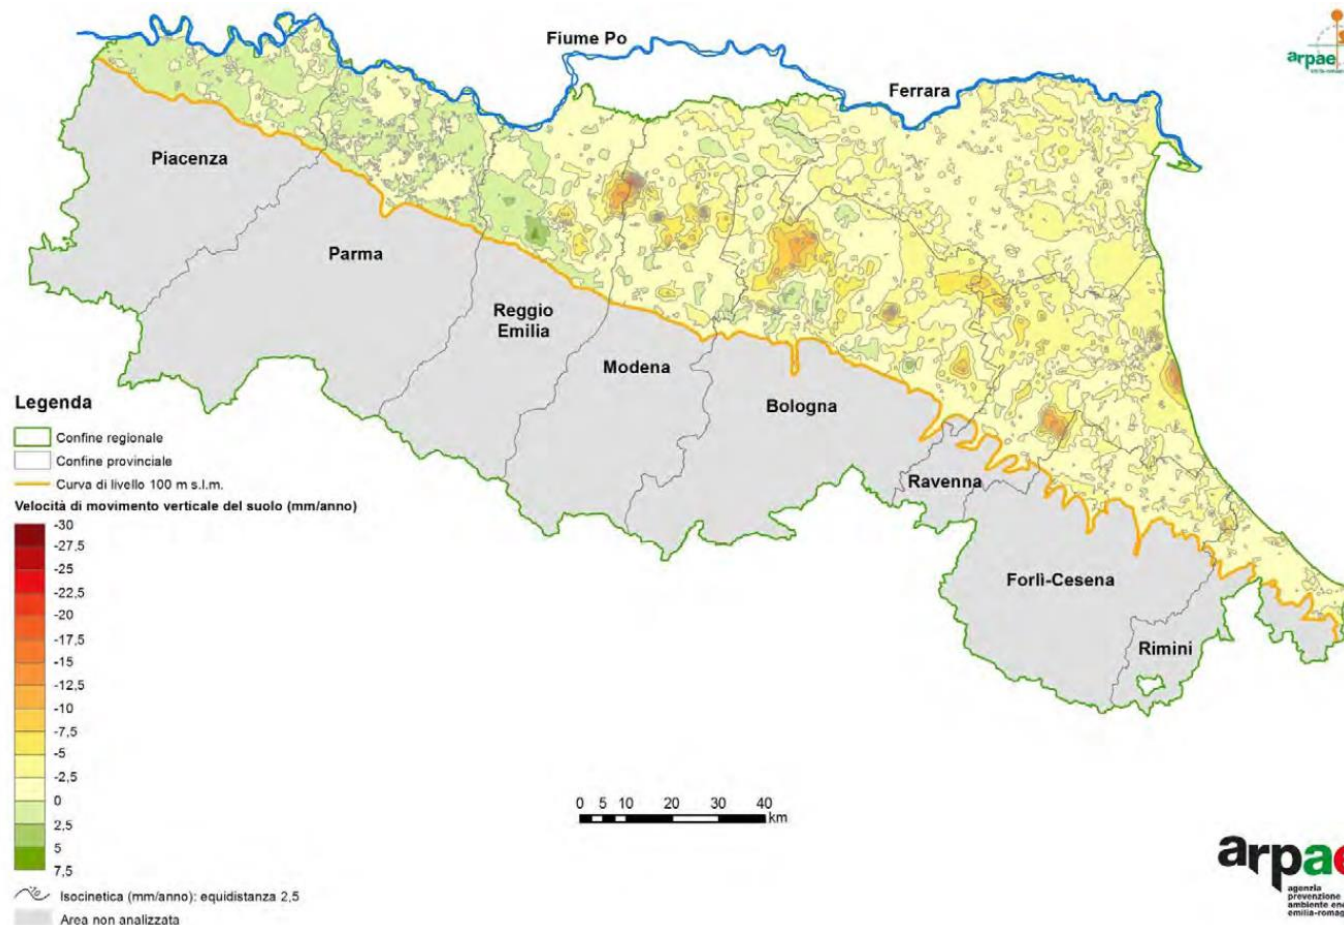 Fiume Po
arpae
Ferrara
Piacenza
Parma
Reggio
Emilia
Modena
Bologna
Ravenna
Forlì-Cesena
Rimini
Legenda
Confine regionale
Confine provinciale
Curva di livello 100 m s.l.m.
Velocità di movimento verticale del suolo (mm/anno)
-30
-27,5
-25
-22,5
-20
-17,5
-15
-12,5
-10
-7,5
-5
-2,5
0
2,5
5
7,5
Isocinetica (mm/anno): equidistanza 2,5
Area non analizzata
0 5 10 20 30 40
km
arpae
agenzia
prevenzione
ambiente